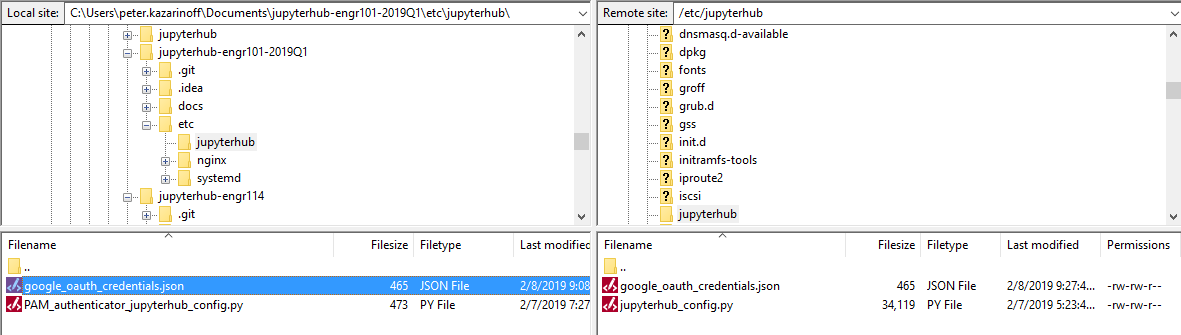 Local site: C:\Users\peter.kazarinoff\Documents\jupyterhub-engr101-2019Q1\etc\jupyterhub\
jupyterhub
jupyterhub-engr101-2019Q1
.git
.idea
docs
etc
jupyterhub
nginx
systemd
jupyterhub-engr114
.git
Filename Filesize Filetype Last modified
..
google_oauth_credentials.json 465 JSON File 2/8/2019 9:08
PAM_authenticator_jupyterhub_config.py 473 PY File 2/7/2019 7:27
Remote site: /etc/jupyterhub
dnsmasq.d-available
dpkg
fonts
groff
grub.d
gss
init.d
initramfs-tools
iproute2
iscsi
jupyterhub
Filename Filesize Filetype Last modified Permissions
..
google_oauth_credentials.json 465 JSON File 2/8/2019 9:27:4... -rw-rw-r--
jupyterhub_config.py 34,119 PY File 2/7/2019 5:23:4... -rw-rw-r--